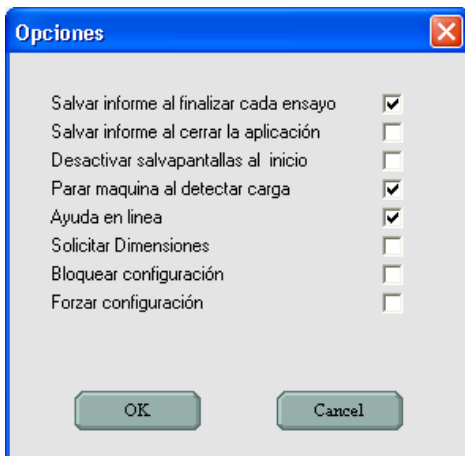 Opciones
Salvar informe al finalizar cada ensayo
Salvar informe al cerrar la aplicación
Desactivar salvapantallas al inicio
Parar maquina al detectar carga
Ayuda en linea
Solicitar Dimensiones
Bloquear configuración
Forzar configuración
OK Cancel